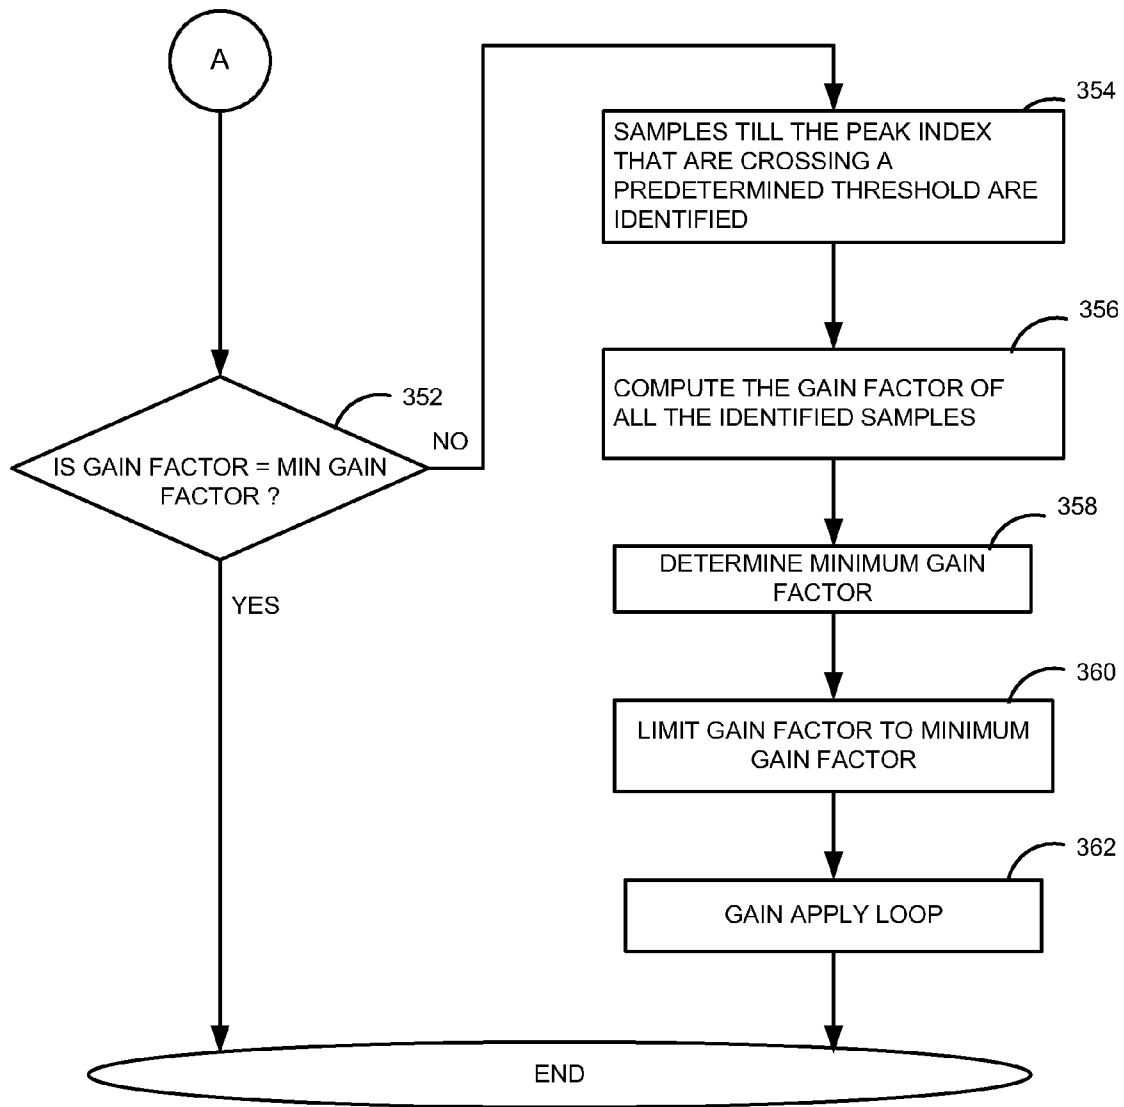 A
352
IS GAIN FACTOR = MIN GAIN
FACTOR ?
NO
YES
354
SAMPLES TILL THE PEAK INDEX
THAT ARE CROSSING A
PREDETERMINED THRESHOLD ARE
IDENTIFIED
356
COMPUTE THE GAIN FACTOR OF
ALL THE IDENTIFIED SAMPLES
358
DETERMINE MINIMUM GAIN
FACTOR
360
LIMIT GAIN FACTOR TO MINIMUM
GAIN FACTOR
362
GAIN APPLY LOOP
END